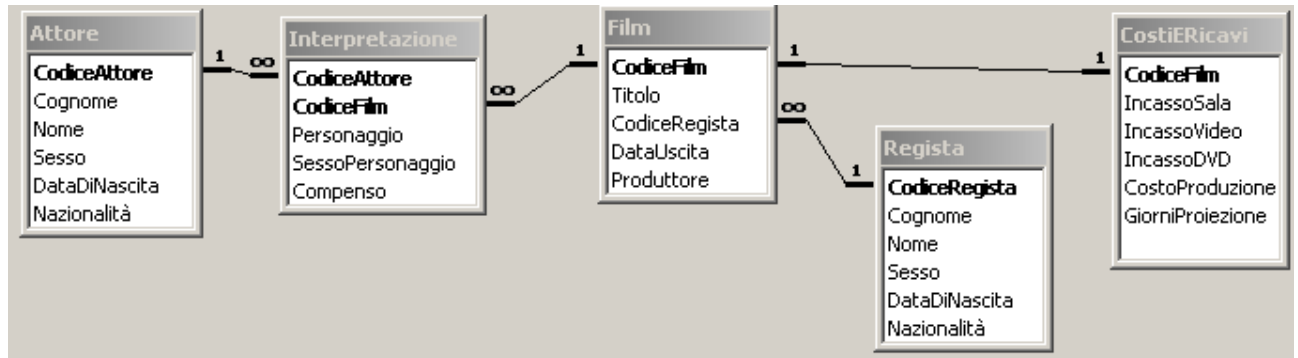 Attore
CodiceAttore
Cognome
Nome
Sesso
DataDiNascita
Nazionalità
1
∞
Interpretazione
CodiceAttore
CodiceFilm
Personaggio
SessoPersonaggio
Compenso
∞
1
Film
CodiceFilm
Titolo
CodiceRegista
DataUscita
Produttore
1
∞
1
1
Regista
CodiceRegista
Cognome
Nome
Sesso
DataDiNascita
Nazionalità
CostiERicavi
CodiceFilm
IncassoSala
IncassoVideo
IncassoDVD
CostoProduzione
GiorniProiezione